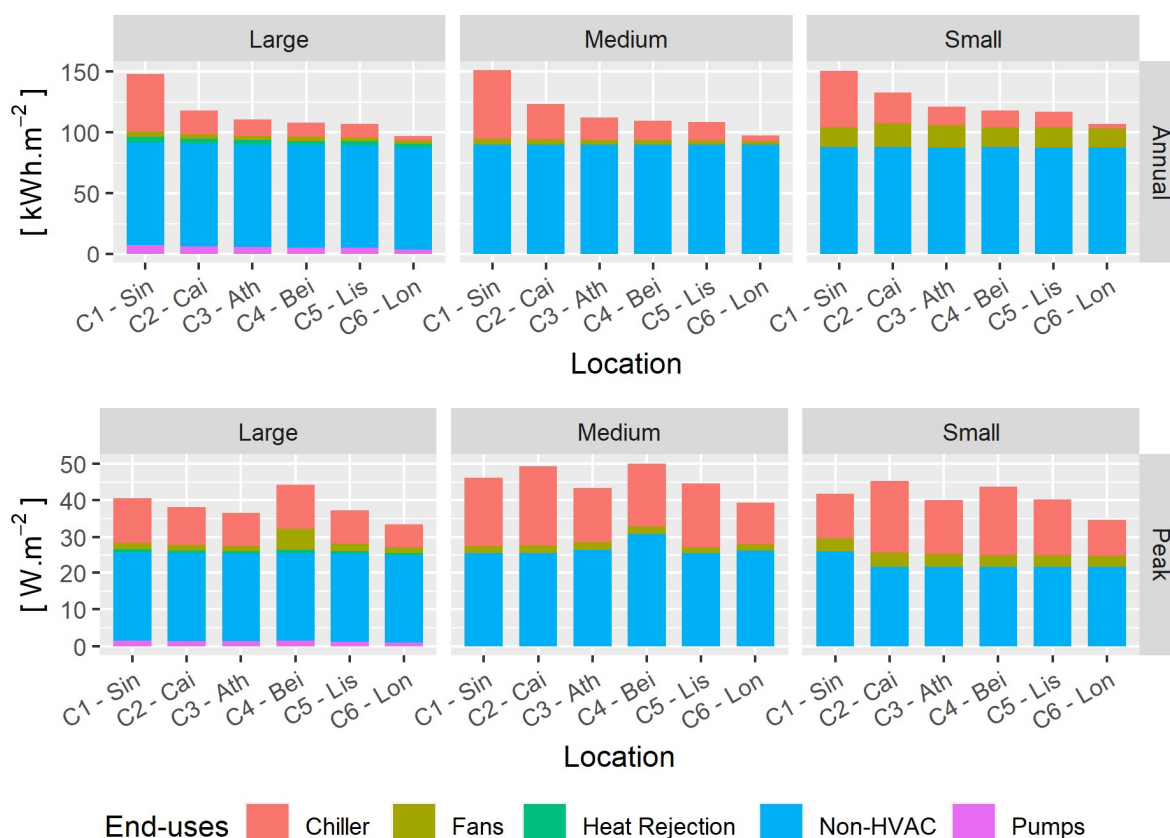 Large Medium Small
150
100
50
0
[ kWh.m⁻² ]
Annual
C1 - Sin C2 - Cai C3 - Ath C4 - Bei C5 - Lis C6 - Lon C1 - Sin C2 - Cai C3 - Ath C4 - Bei C5 - Lis C6 - Lon C1 - Sin C2 - Cai C3 - Ath C4 - Bei C5 - Lis C6 - Lon
Location
Large Medium Small
50
40
30
20
10
0
[ W.m⁻² ]
Peak
C1 - Sin C2 - Cai C3 - Ath C4 - Bei C5 - Lis C6 - Lon C1 - Sin C2 - Cai C3 - Ath C4 - Bei C5 - Lis C6 - Lon C1 - Sin C2 - Cai C3 - Ath C4 - Bei C5 - Lis C6 - Lon
Location
End-uses Chiller Fans Heat Rejection Non-HVAC Pumps